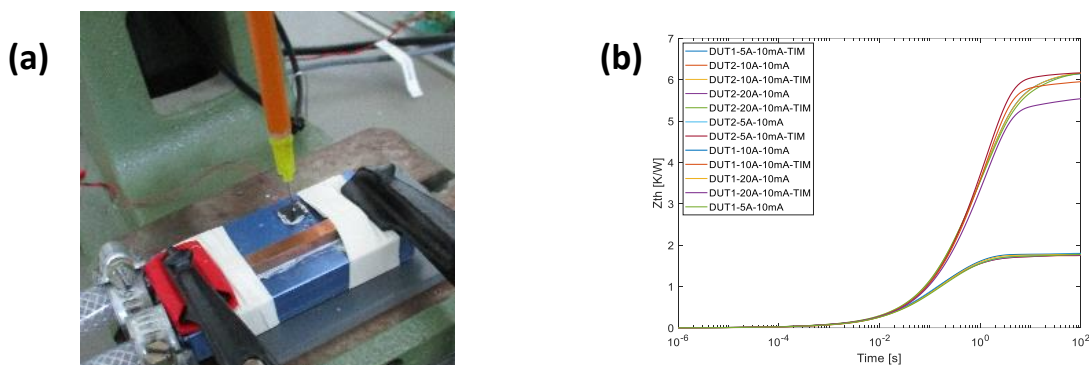 (a)
(b)
7
6
5
4
3
2
1
0
Zth [K/W]
DUT1-5A-10mA-TIM
DUT2-10A-10mA
DUT2-10A-10mA-TIM
DUT2-20A-10mA
DUT2-20A-10mA-TIM
DUT2-5A-10mA
DUT2-5A-10mA-TIM
DUT1-10A-10mA
DUT1-10A-10mA-TIM
DUT1-20A-10mA
DUT1-20A-10mA-TIM
DUT1-5A-10mA
10⁻⁶ 10⁻⁴ 10⁻² 10⁰ 10²
Time [s]